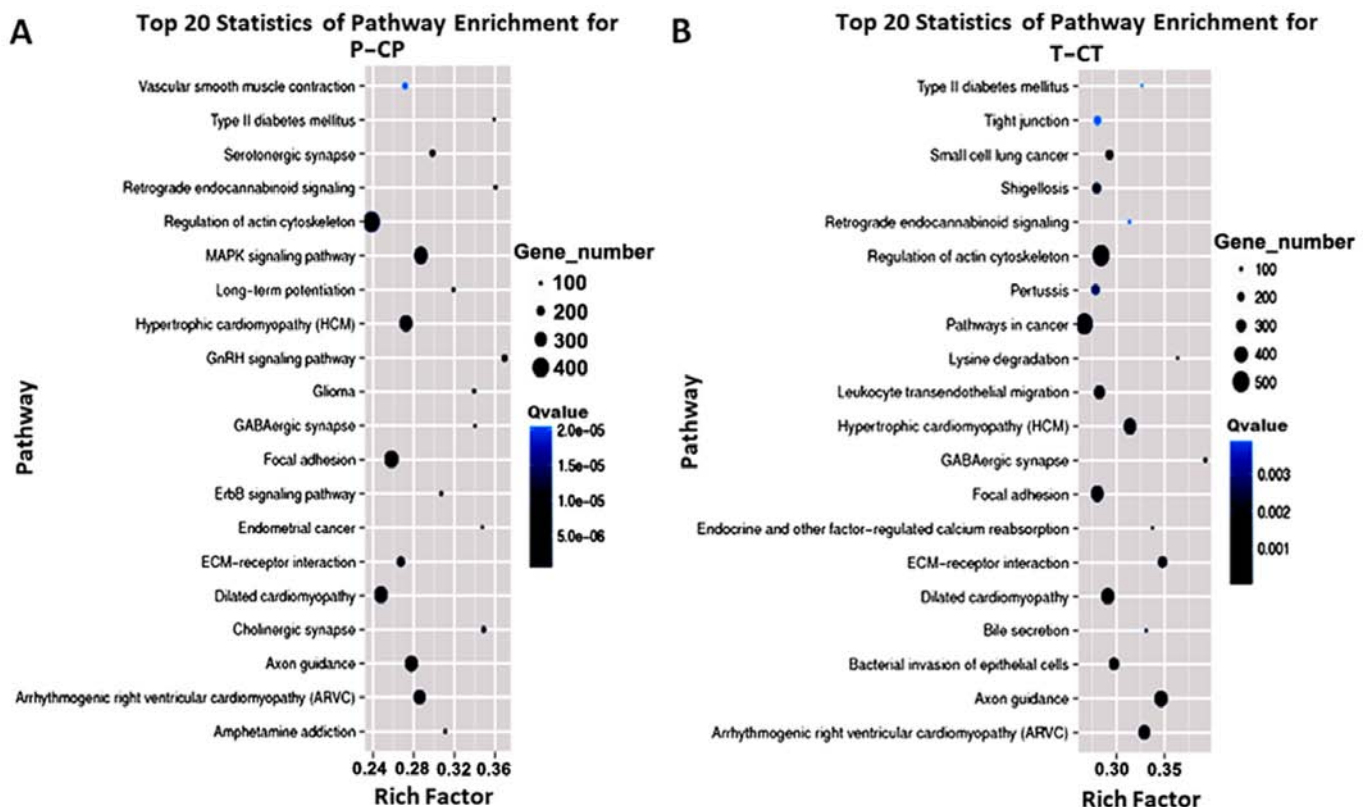 A
Top 20 Statistics of Pathway Enrichment for
P-CP
Pathway
Vascular smooth muscle contraction
Type II diabetes mellitus
Serotonergic synapse
Retrograde endocannabinoid signaling
Regulation of actin cytoskeleton
MAPK signaling pathway
Long-term potentiation
Hypertrophic cardiomyopathy (HCM)
GnRH signaling pathway
Glioma
GABAergic synapse
Focal adhesion
ErbB signaling pathway
Endometrial cancer
ECM-receptor interaction
Dilated cardiomyopathy
Cholinergic synapse
Axon guidance
Arrhythmogenic right ventricular cardiomyopathy (ARVC)
Amphetamine addiction
0.24 0.28 0.32 0.36
Rich Factor
Gene_number
100
200
300
400
Qvalue
2.0e-05
1.5e-05
1.0e-05
5.0e-06
B
Top 20 Statistics of Pathway Enrichment for
T-CT
Pathway
Type II diabetes mellitus
Tight junction
Small cell lung cancer
Shigellosis
Retrograde endocannabinoid signaling
Regulation of actin cytoskeleton
Pertussis
Pathways in cancer
Lysine degradation
Leukocyte transendothelial migration
Hypertrophic cardiomyopathy (HCM)
GABAergic synapse
Focal adhesion
Endocrine and other factor-regulated calcium reabsorption
ECM-receptor interaction
Dilated cardiomyopathy
Bile secretion
Bacterial invasion of epithelial cells
Axon guidance
Arrhythmogenic right ventricular cardiomyopathy (ARVC)
0.30 0.35
Rich Factor
Gene_number
100
200
300
400
500
Qvalue
0.003
0.002
0.001